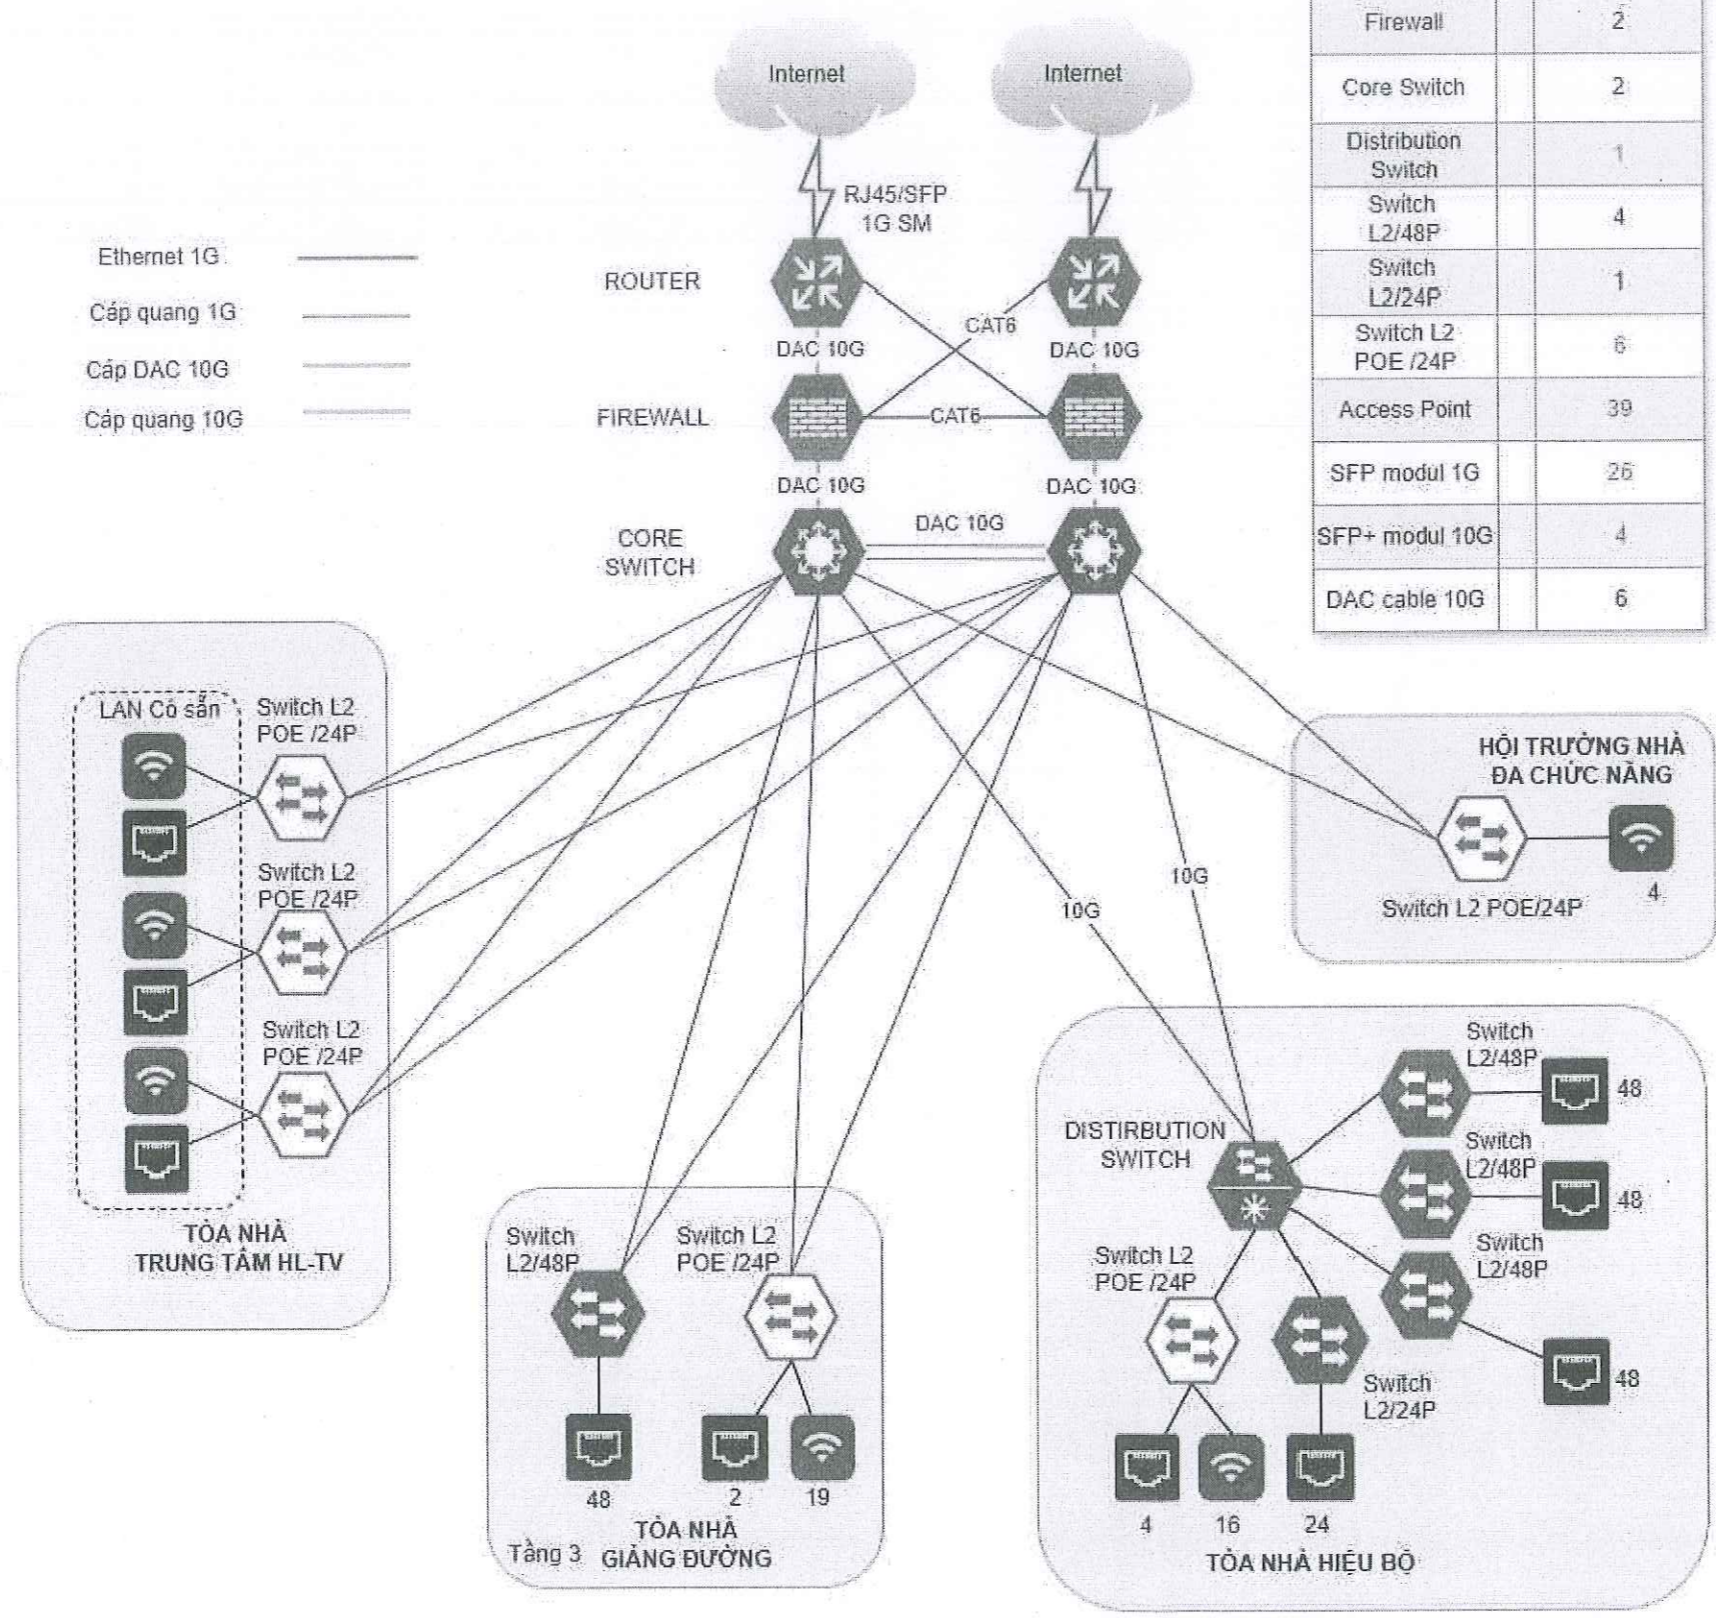 Internet
Internet
RJ45/SFP
1G SM
ROUTER
CAT6
DAC 10G
DAC 10G
FIREWALL
CAT6
DAC 10G
DAC 10G
CORE
SWITCH
DAC 10G
Ethernet 1G
Cáp quang 1G
Cáp DAC 10G
Cáp quang 10G
Firewall 2
Core Switch 2
Distribution
Switch 1
Switch
L2/48P 4
Switch
L2/24P 1
Switch L2
POE /24P 6
Access Point 39
SFP modul 1G 26
SFP+ modul 10G 4
DAC cable 10G 6
LAN Có sẵn
Switch L2
POE /24P
Switch L2
POE /24P
Switch L2
POE /24P
TÒA NHÀ
TRUNG TÂM HL-TV
10G
10G
HỘI TRƯỜNG NHÀ
ĐA CHỨC NĂNG
Switch L2 POE/24P
4
Switch
L2/48P
Switch L2
POE /24P
48
2
19
Tầng 3
TÒA NHÀ
GIẢNG ĐƯỜNG
DISTIRBUTION
SWITCH
Switch
L2/48P
48
Switch
L2/48P
48
Switch
L2/48P
48
Switch L2
POE /24P
Switch
L2/24P
4
16
24
TÒA NHÀ HIỆU BỘ